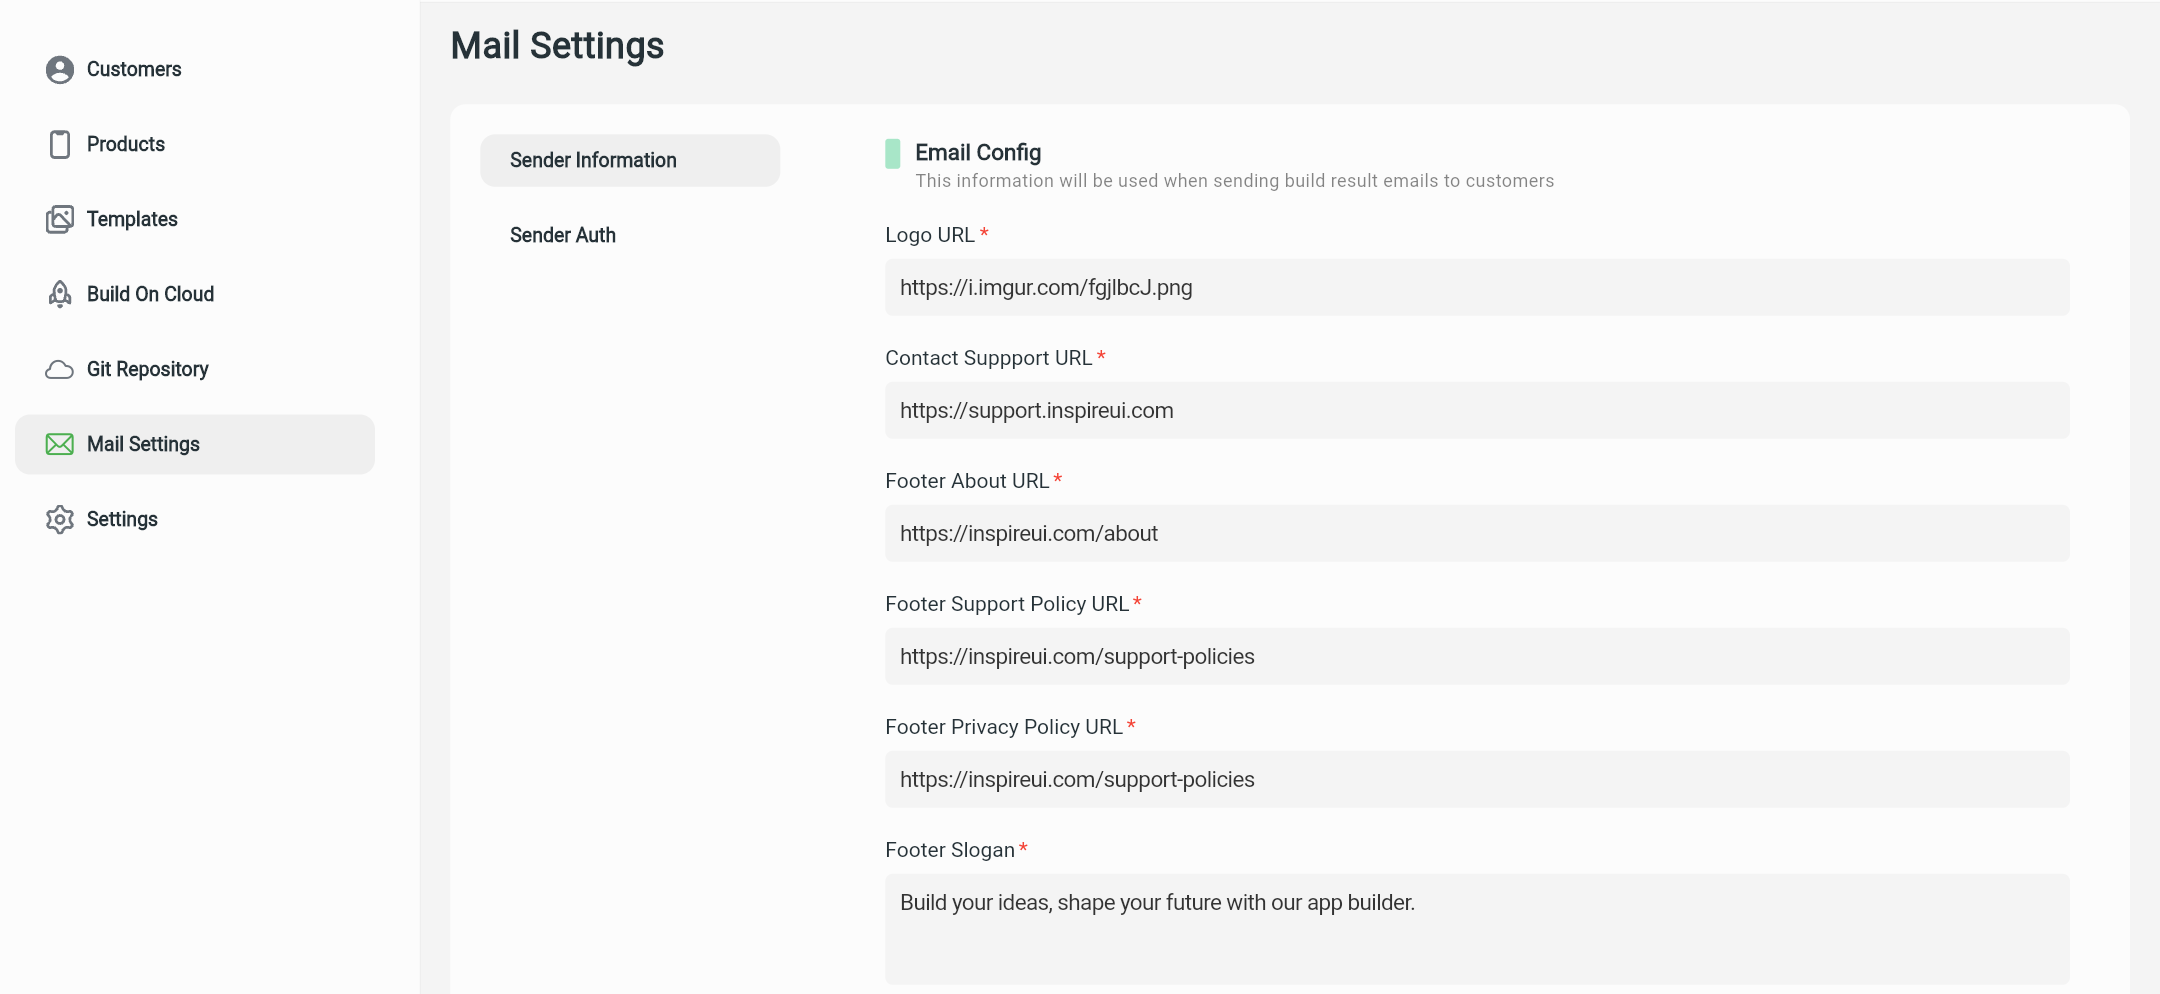 Customers
Products
Templates
Build On Cloud
Git Repository
Mail Settings
Settings
Mail Settings
Sender Information
Sender Auth
Email Config
This information will be used when sending build result emails to customers
Logo URL *
https://i.imgur.com/fgjlbcJ.png
Contact Suppport URL *
https://support.inspireui.com
Footer About URL *
https://inspireui.com/about
Footer Support Policy URL *
https://inspireui.com/support-policies
Footer Privacy Policy URL *
https://inspireui.com/support-policies
Footer Slogan *
Build your ideas, shape your future with our app builder.